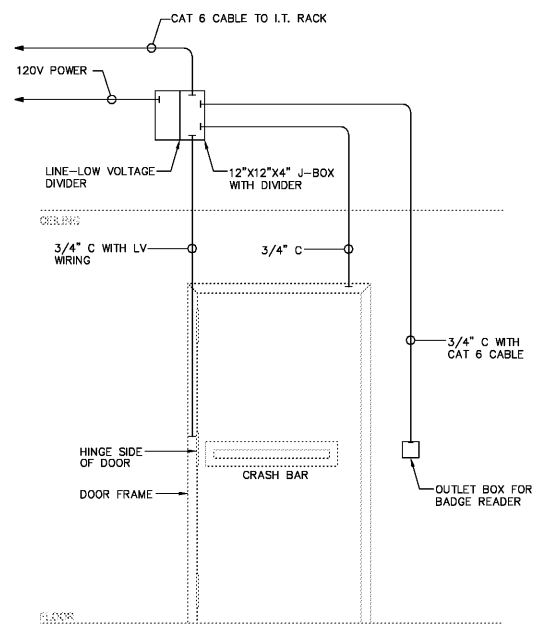 CAT 6 CABLE TO I.T. RACK
120V POWER
LINE-LOW VOLTAGE
DIVIDER
12"X12"X4" J-BOX
WITH DIVIDER
CEILING
3/4" C WITH LV
WIRING
3/4" C
3/4" C WITH
CAT 6 CABLE
HINGE SIDE
OF DOOR
CRASH BAR
DOOR FRAME
OUTLET BOX FOR
BADGE READER
FLOOR